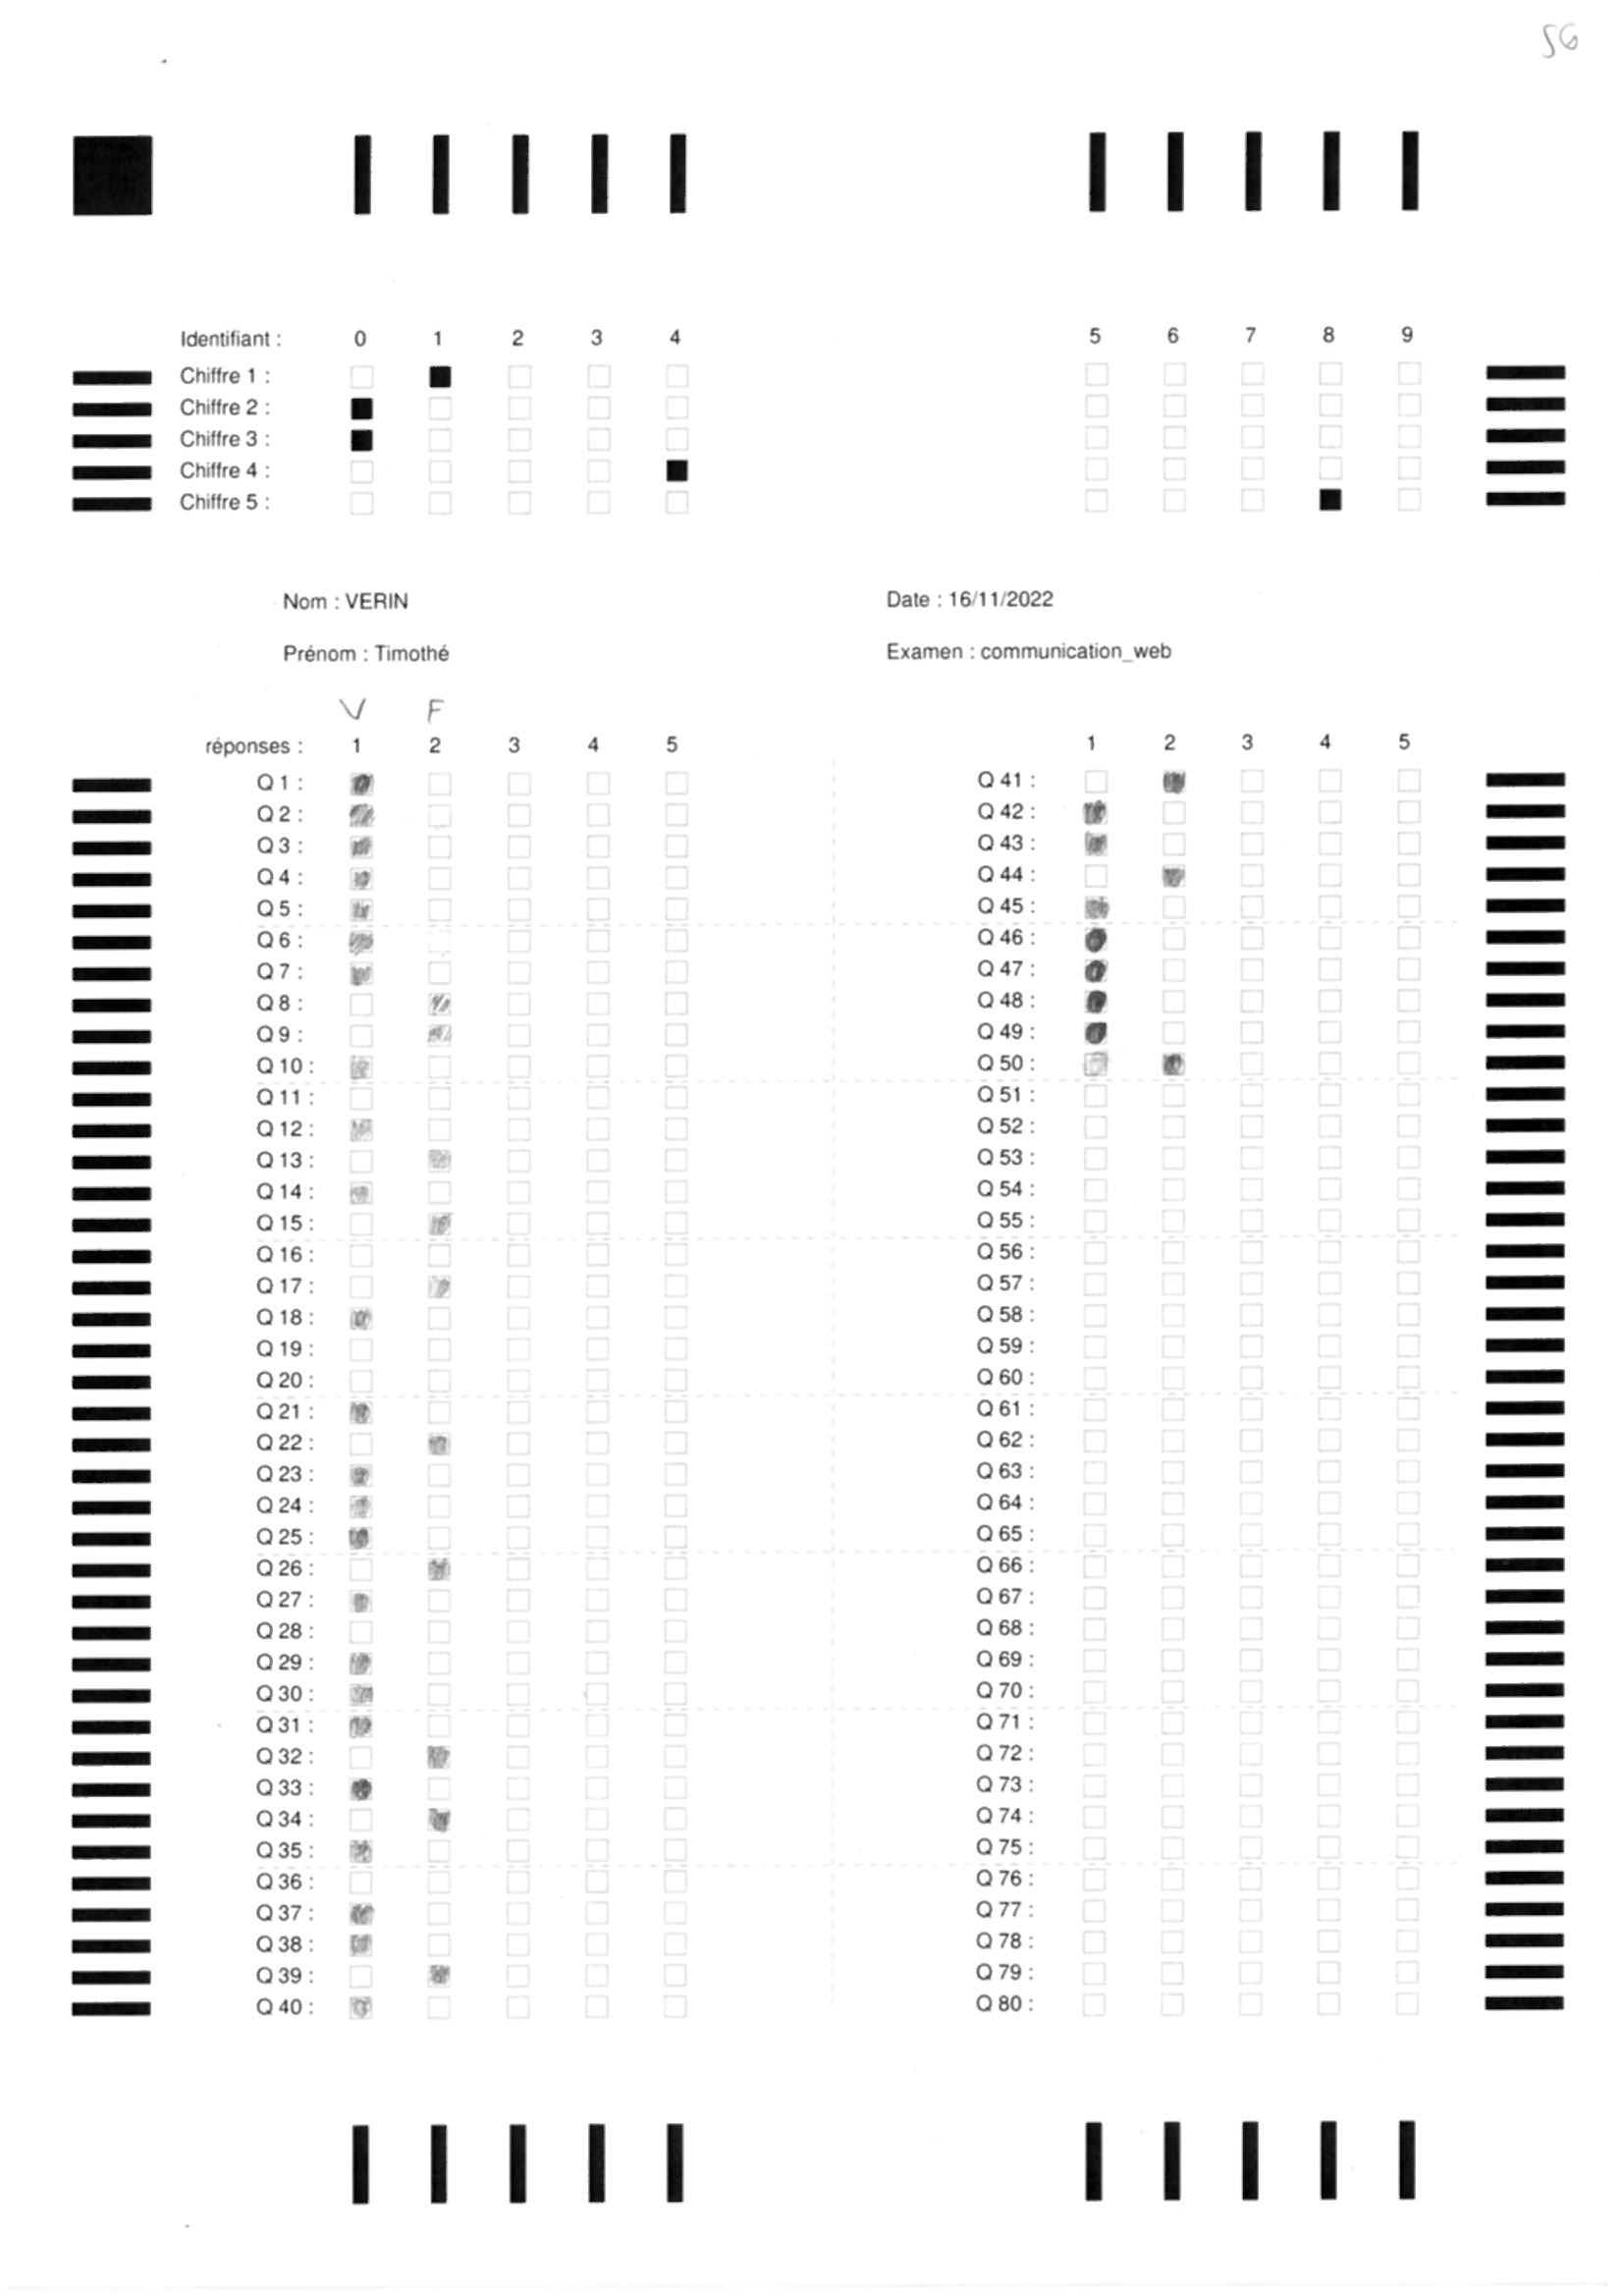 SG
Identifiant : 0 1 2 3 4 5 6 7 8 9
Chiffre 1 :
Chiffre 2 :
Chiffre 3 :
Chiffre 4 :
Chiffre 5 :
Nom : VERIN
Date : 16/11/2022
Prénom : Timothé
Examen : communication_web
V F
réponses : 1 2 3 4 5
Q 1 :
Q 2 :
Q 3 :
Q 4 :
Q 5 :
Q 6 :
Q 7 :
Q 8 :
Q 9 :
Q 10 :
Q 11 :
Q 12 :
Q 13 :
Q 14 :
Q 15 :
Q 16 :
Q 17 :
Q 18 :
Q 19 :
Q 20 :
Q 21 :
Q 22 :
Q 23 :
Q 24 :
Q 25 :
Q 26 :
Q 27 :
Q 28 :
Q 29 :
Q 30 :
Q 31 :
Q 32 :
Q 33 :
Q 34 :
Q 35 :
Q 36 :
Q 37 :
Q 38 :
Q 39 :
Q 40 :
1 2 3 4 5
Q 41 :
Q 42 :
Q 43 :
Q 44 :
Q 45 :
Q 46 :
Q 47 :
Q 48 :
Q 49 :
Q 50 :
Q 51 :
Q 52 :
Q 53 :
Q 54 :
Q 55 :
Q 56 :
Q 57 :
Q 58 :
Q 59 :
Q 60 :
Q 61 :
Q 62 :
Q 63 :
Q 64 :
Q 65 :
Q 66 :
Q 67 :
Q 68 :
Q 69 :
Q 70 :
Q 71 :
Q 72 :
Q 73 :
Q 74 :
Q 75 :
Q 76 :
Q 77 :
Q 78 :
Q 79 :
Q 80 :